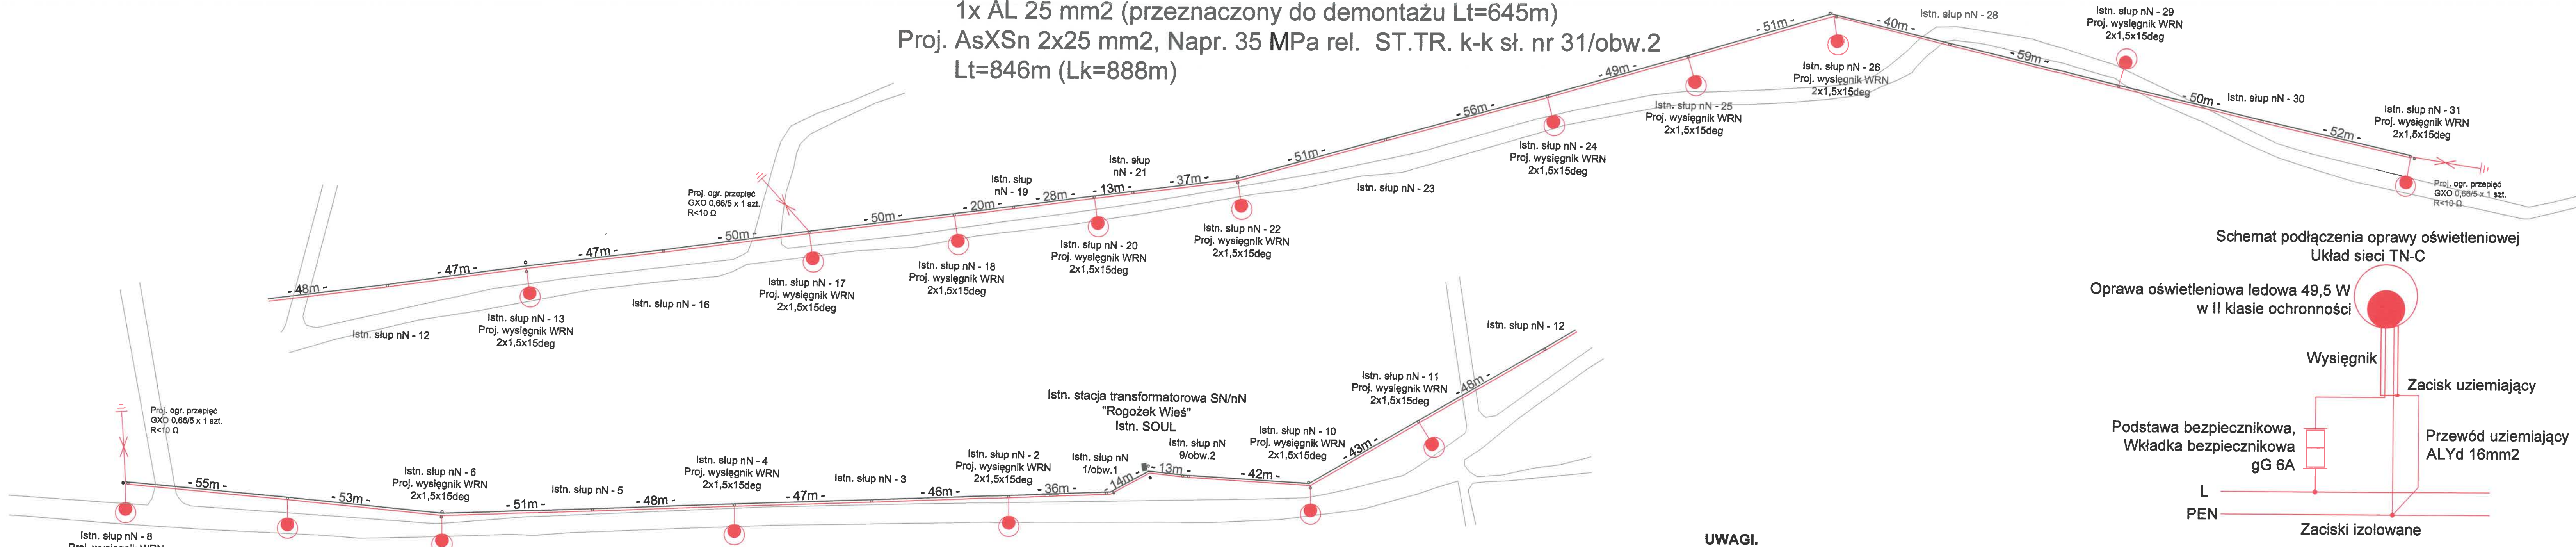 1x AL 25 mm2 (przeznaczony do demontażu Lt=645m)
Proj. AsXSn 2x25 mm2, Napr. 35 MPa rel. ST.TR. k-k sł. nr 31/obw.2
Lt=846m (Lk=888m)
- 51m -
- 40m -
Istn. słup nN - 28
Istn. słup nN - 29
Proj. wysięgnik WRN
2x1,5x15deg
- 59m -
Istn. słup nN - 26
Proj. wysięgnik WRN
2x1,5x15deg
- 49m -
Istn. słup nN - 25
Proj. wysięgnik WRN
2x1,5x15deg
- 50m -
Istn. słup nN - 30
Istn. słup nN - 31
Proj. wysięgnik WRN
2x1,5x15deg
- 52m -
Proj. ogr. przepięć
GXO 0,66/5 x 1 szt.
R<10 Ω
- 56m -
Istn. słup nN - 24
Proj. wysięgnik WRN
2x1,5x15deg
- 51m -
Istn. słup nN - 23
Istn. słup
nN - 21
- 37m -
- 13m -
Istn. słup
nN - 19
- 28m -
- 20m -
Istn. słup nN - 22
Proj. wysięgnik WRN
2x1,5x15deg
Istn. słup nN - 20
Proj. wysięgnik WRN
2x1,5x15deg
Istn. słup nN - 18
Proj. wysięgnik WRN
2x1,5x15deg
- 50m -
Proj. ogr. przepięć
GXO 0,66/5 x 1 szt.
R<10 Ω
- 50m -
Istn. słup nN - 17
Proj. wysięgnik WRN
2x1,5x15deg
- 47m -
Istn. słup nN - 16
- 47m -
- 48m -
Istn. słup nN - 13
Proj. wysięgnik WRN
2x1,5x15deg
Istn. słup nN - 12
Schemat podłączenia oprawy oświetleniowej
Układ sieci TN-C
Oprawa oświetleniowa ledowa 49,5 W
w II klasie ochronności
Wysięgnik
Zacisk uziemiający
Podstawa bezpiecznikowa,
Wkładka bezpiecznikowa
gG 6A
Przewód uziemiający
ALYd 16mm2
L
PEN
Zaciski izolowane
Istn. słup nN - 12
Istn. słup nN - 11
Proj. wysięgnik WRN
2x1,5x15deg
- 48m -
Istn. stacja transformatorowa SN/nN
"Rogożek Wieś"
Istn. SOUL
Istn. słup nN - 10
Proj. wysięgnik WRN
2x1,5x15deg
- 43m -
Istn. słup nN
9/obw.2
- 42m -
- 13m -
Istn. słup nN
1/obw.1
- 14m -
Istn. słup nN - 2
Proj. wysięgnik WRN
2x1,5x15deg
- 36m -
- 46m -
Istn. słup nN - 3
- 47m -
Istn. słup nN - 4
Proj. wysięgnik WRN
2x1,5x15deg
- 48m -
Istn. słup nN - 5
- 51m -
Istn. słup nN - 6
Proj. wysięgnik WRN
2x1,5x15deg
- 53m -
- 55m -
Proj. ogr. przepięć
GXO 0,66/5 x 1 szt.
R<10 Ω
Istn. słup nN - 8
Proj. wysięgnik WRN
UWAGI.